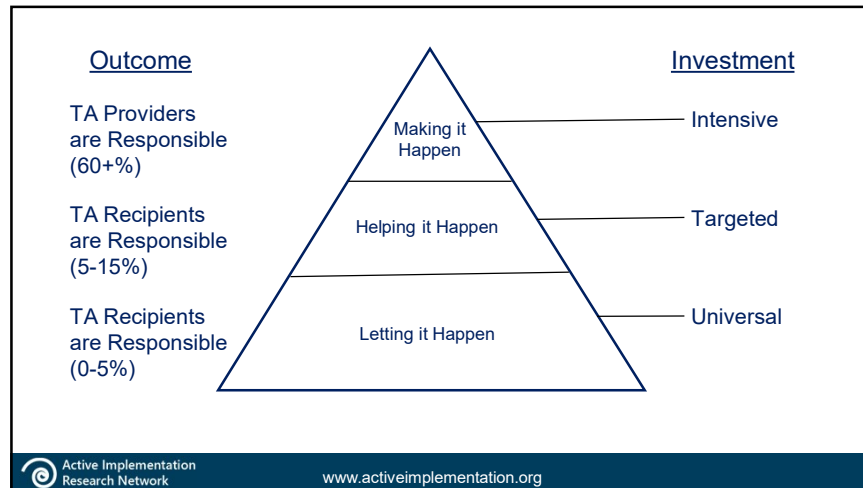 Outcome
Investment
TA Providers
are Responsible
(60+%)
Making it
Happen
Intensive
TA Recipients
are Responsible
(5-15%)
Helping it Happen
Targeted
TA Recipients
are Responsible
(0-5%)
Letting it Happen
Universal
Active Implementation
Research Network
www.activeimplementation.org